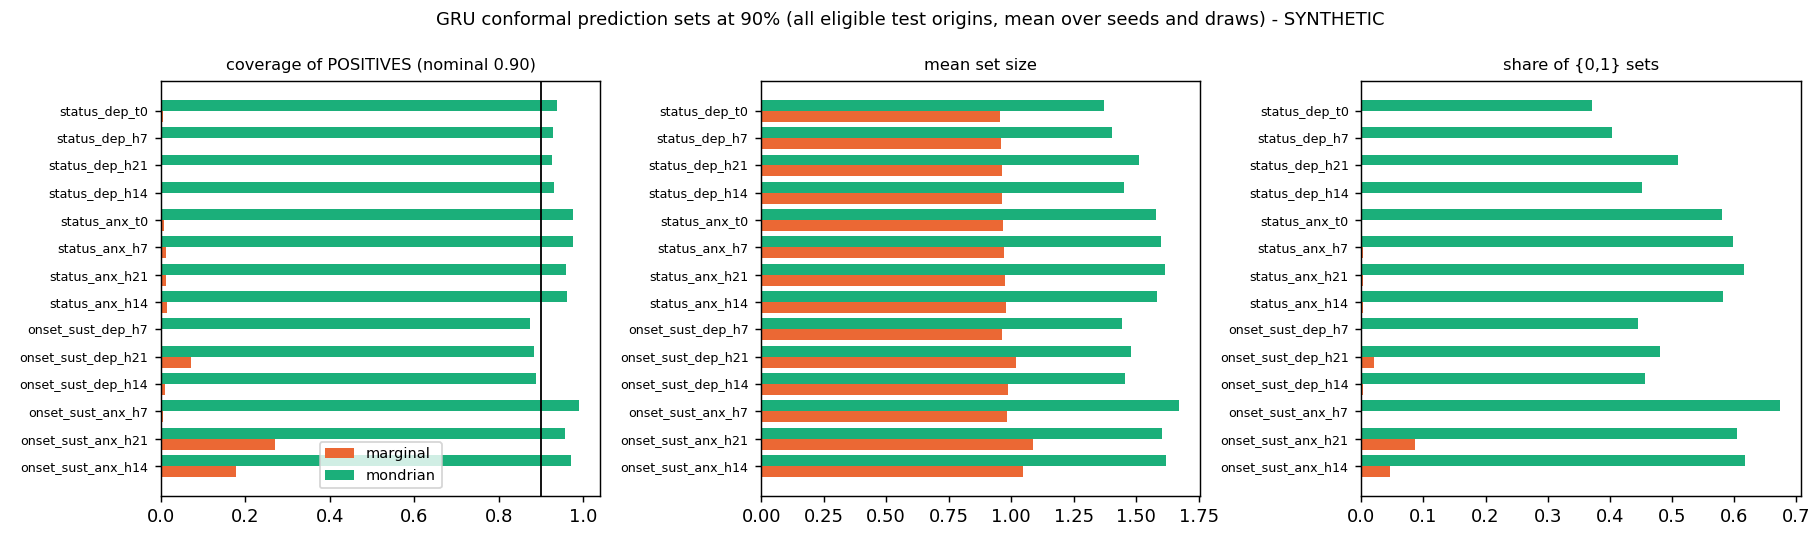 GRU conformal prediction sets at 90% (all eligible test origins, mean over seeds and draws) - SYNTHETIC
coverage of POSITIVES (nominal 0.90)
status_dep_t0
status_dep_h7
status_dep_h21
status_dep_h14
status_anx_t0
status_anx_h7
status_anx_h21
status_anx_h14
onset_sust_dep_h7
onset_sust_dep_h21
onset_sust_dep_h14
onset_sust_anx_h7
onset_sust_anx_h21
onset_sust_anx_h14
marginal
mondrian
0.0 0.2 0.4 0.6 0.8 1.0
mean set size
status_dep_t0
status_dep_h7
status_dep_h21
status_dep_h14
status_anx_t0
status_anx_h7
status_anx_h21
status_anx_h14
onset_sust_dep_h7
onset_sust_dep_h21
onset_sust_dep_h14
onset_sust_anx_h7
onset_sust_anx_h21
onset_sust_anx_h14
0.00 0.25 0.50 0.75 1.00 1.25 1.50 1.75
share of {0,1} sets
status_dep_t0
status_dep_h7
status_dep_h21
status_dep_h14
status_anx_t0
status_anx_h7
status_anx_h21
status_anx_h14
onset_sust_dep_h7
onset_sust_dep_h21
onset_sust_dep_h14
onset_sust_anx_h7
onset_sust_anx_h21
onset_sust_anx_h14
0.0 0.1 0.2 0.3 0.4 0.5 0.6 0.7